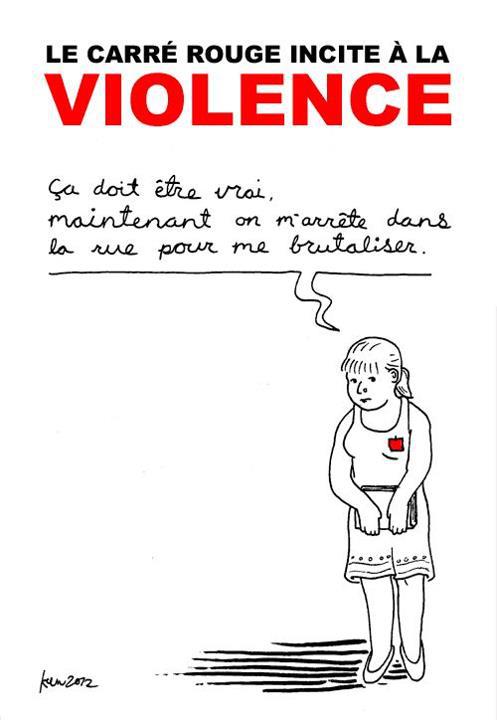 LE CARRÉ ROUGE INCITE À LA
VIOLENCE
Ça doit être vrai,
maintenant on m'arrête dans
la rue pour me brutaliser.
2012